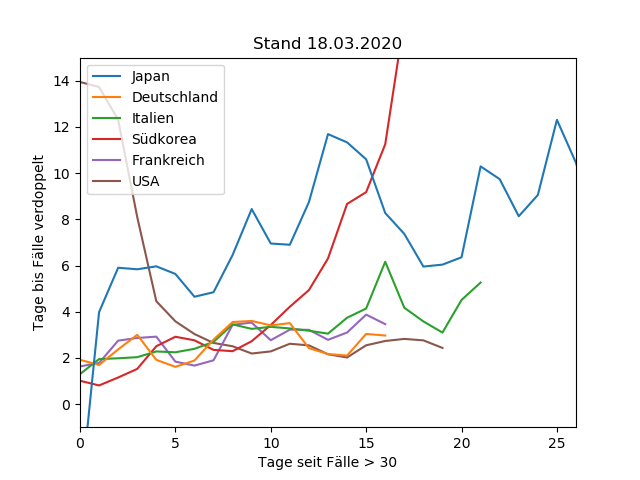 Stand 18.03.2020
Tage bis Fälle verdoppelt
14
12
10
8
6
4
2
0
Japan
Deutschland
Italien
Südkorea
Frankreich
USA
0 5 10 15 20 25
Tage seit Fälle > 30